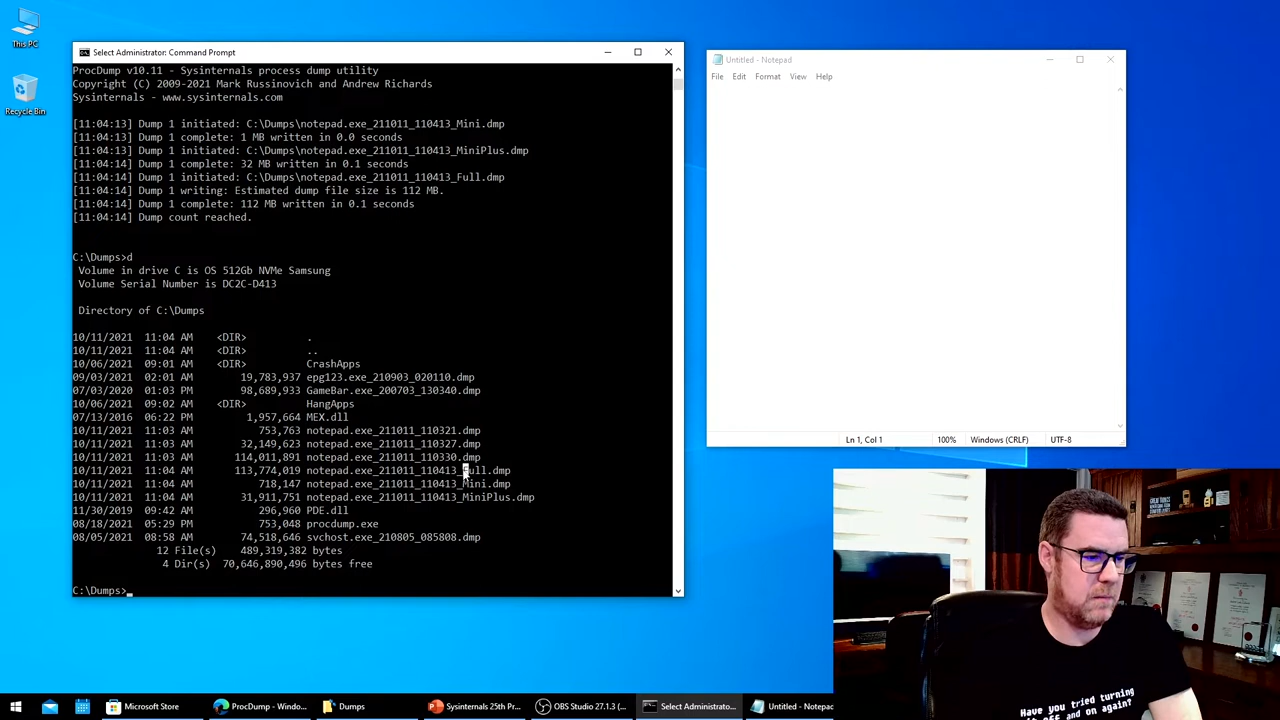 This PC
Recycle Bin
Select Administrator: Command Prompt
ProcDump v10.11 - Sysinternals process dump utility
Copyright (C) 2009-2021 Mark Russinovich and Andrew Richards
Sysinternals - www.sysinternals.com
[11:04:13] Dump 1 initiated: C:\Dumps\notepad.exe_211011_110413_Mini.dmp
[11:04:13] Dump 1 complete: 1 MB written in 0.0 seconds
[11:04:13] Dump 1 initiated: C:\Dumps\notepad.exe_211011_110413_MiniPlus.dmp
[11:04:14] Dump 1 complete: 32 MB written in 0.1 seconds
[11:04:14] Dump 1 initiated: C:\Dumps\notepad.exe_211011_110413_Full.dmp
[11:04:14] Dump 1 writing: Estimated dump file size is 112 MB.
[11:04:14] Dump 1 complete: 112 MB written in 0.1 seconds
[11:04:14] Dump count reached.
C:\Dumps>d
Volume in drive C is OS 512Gb NVMe Samsung
Volume Serial Number is DC2C-D413
Directory of C:\Dumps
10/11/2021 11:04 AM <DIR> .
10/11/2021 11:04 AM <DIR> ..
10/06/2021 09:01 AM <DIR> CrashApps
09/03/2021 02:01 AM 19,783,937 epg123.exe_210903_020110.dmp
07/03/2020 01:03 PM 98,689,933 GameBar.exe_200703_130340.dmp
10/06/2021 09:02 AM <DIR> HangApps
07/13/2016 06:22 PM 1,957,664 MEX.dll
10/11/2021 11:03 AM 753,763 notepad.exe_211011_110321.dmp
10/11/2021 11:03 AM 32,149,623 notepad.exe_211011_110327.dmp
10/11/2021 11:03 AM 114,011,891 notepad.exe_211011_110330.dmp
10/11/2021 11:04 AM 113,774,019 notepad.exe_211011_110413_Full.dmp
10/11/2021 11:04 AM 718,147 notepad.exe_211011_110413_Mini.dmp
10/11/2021 11:04 AM 31,911,751 notepad.exe_211011_110413_MiniPlus.dmp
11/30/2019 09:42 AM 296,960 PDE.dll
08/18/2021 05:29 PM 753,048 procdump.exe
08/05/2021 08:58 AM 74,518,646 svchost.exe_210805_085808.dmp
12 File(s) 489,319,382 bytes
4 Dir(s) 70,646,890,496 bytes free
C:\Dumps>
Untitled - Notepad
File Edit Format View Help
Ln 1, Col 1 100% Windows (CRLF) UTF-8
Have you tried turning
it off and on again?
Microsoft Store
ProcDump - Windo...
Dumps
Sysinternals 25th Pr...
OBS Studio 27.1.3 (...
Select Administrato...
Untitled - Notepad